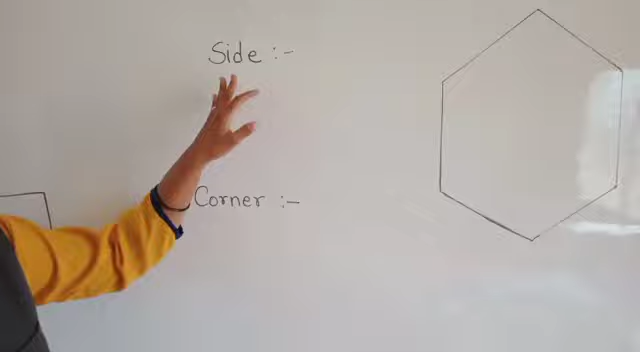 Side :-
Corner :-